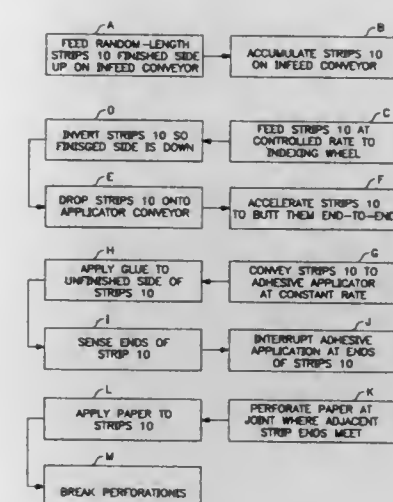 A
FEED RANDOM-LENGTH
STRIPS 10 FINISHED SIDE
UP ON INFEED CONVEYOR
B
ACCUMULATE STRIPS 10
ON INFEED CONVEYOR
C
FEED STRIPS 10 AT
CONTROLLED RATE TO
INDEXING WHEEL
D
INVERT STRIPS 10 SO
FINISGED SIDE IS DOWN
E
DROP STRIPS 10 ONTO
APPLICATOR CONVEYOR
F
ACCELERATE STRIPS 10
TO BUTT THEM END-TO-END
G
CONVEY STRIPS 10 TO
ADHESIVE APPLICATOR
AT CONSTANT RATE
H
APPLY GLUE TO
UNFINISHED SIDE OF
STRIPS 10
I
SENSE ENDS OF
STRIP 10
J
INTERRUPT ADHESIVE
APPLICATION AT ENDS
OF STRIPS 10
K
PERFORATE PAPER AT
JOINT WHERE ADJACENT
STRIP ENDS MEET
L
APPLY PAPER TO
STRIPS 10
M
BREAK PERFORATIONS